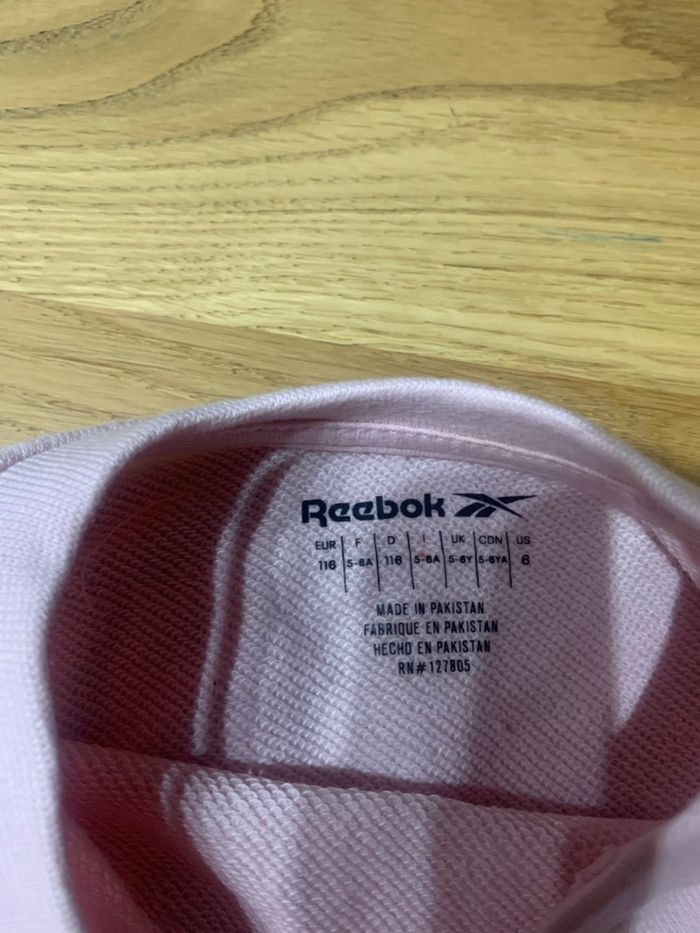 Reebok
EUR F D I UK CDN US
116 5-6A 116 5-6A 5-6Y 5-6YA 6
MADE IN PAKISTAN
FABRIQUE EN PAKISTAN
HECHO EN PAKISTAN
RN# 127805